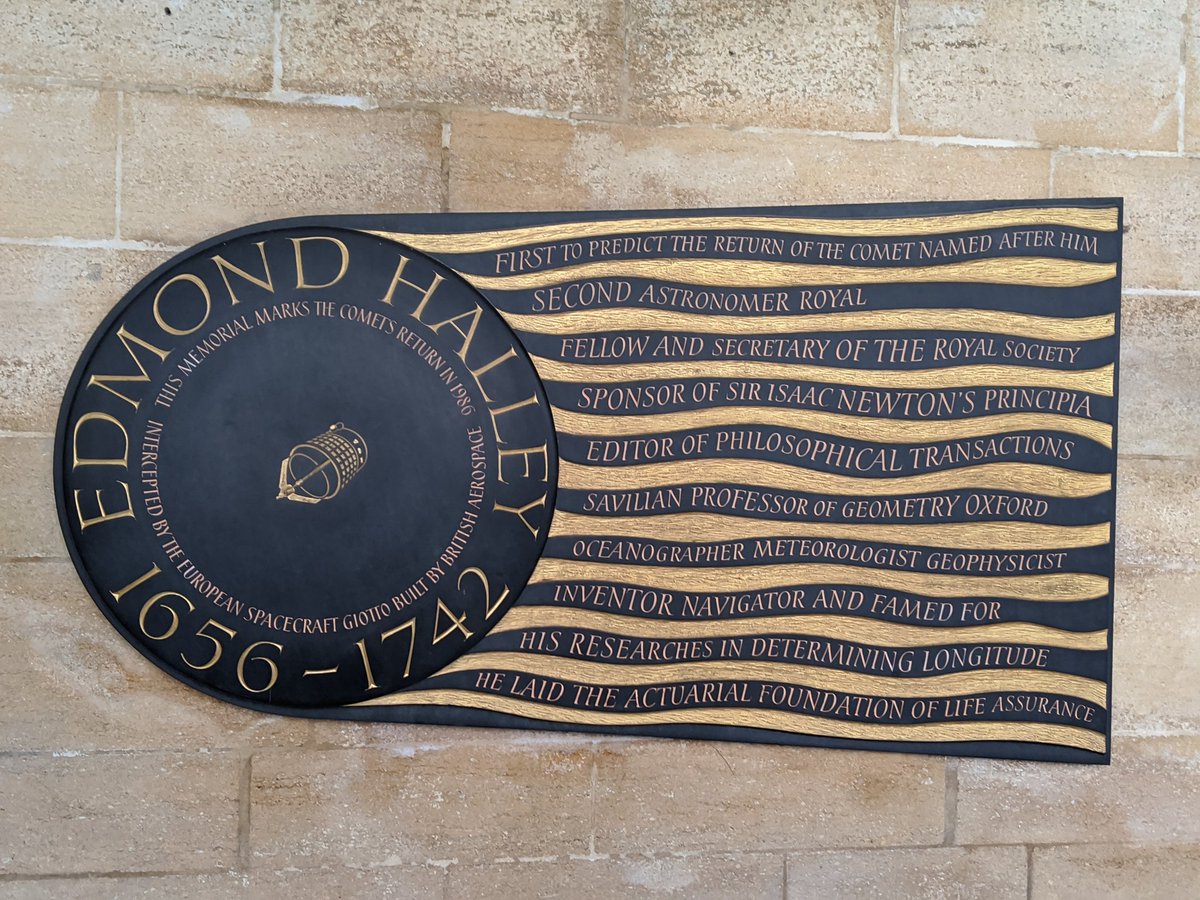 EDMOND HALLEY
1656 – 1742
THIS MEMORIAL MARKS THE COMETS RETURN IN 1986
INTERCEPTED BY THE EUROPEAN SPACECRAFT GIOTTO BUILT BY BRITISH AEROSPACE
FIRST TO PREDICT THE RETURN OF THE COMET NAMED AFTER HIM
SECOND ASTRONOMER ROYAL
FELLOW AND SECRETARY OF THE ROYAL SOCIETY
SPONSOR OF SIR ISAAC NEWTON'S PRINCIPIA
EDITOR OF PHILOSOPHICAL TRANSACTIONS
SAVILIAN PROFESSOR OF GEOMETRY OXFORD
OCEANOGRAPHER METEOROLOGIST GEOPHYSICIST
INVENTOR NAVIGATOR AND FAMED FOR
HIS RESEARCHES IN DETERMINING LONGITUDE
HE LAID THE ACTUARIAL FOUNDATION OF LIFE ASSURANCE